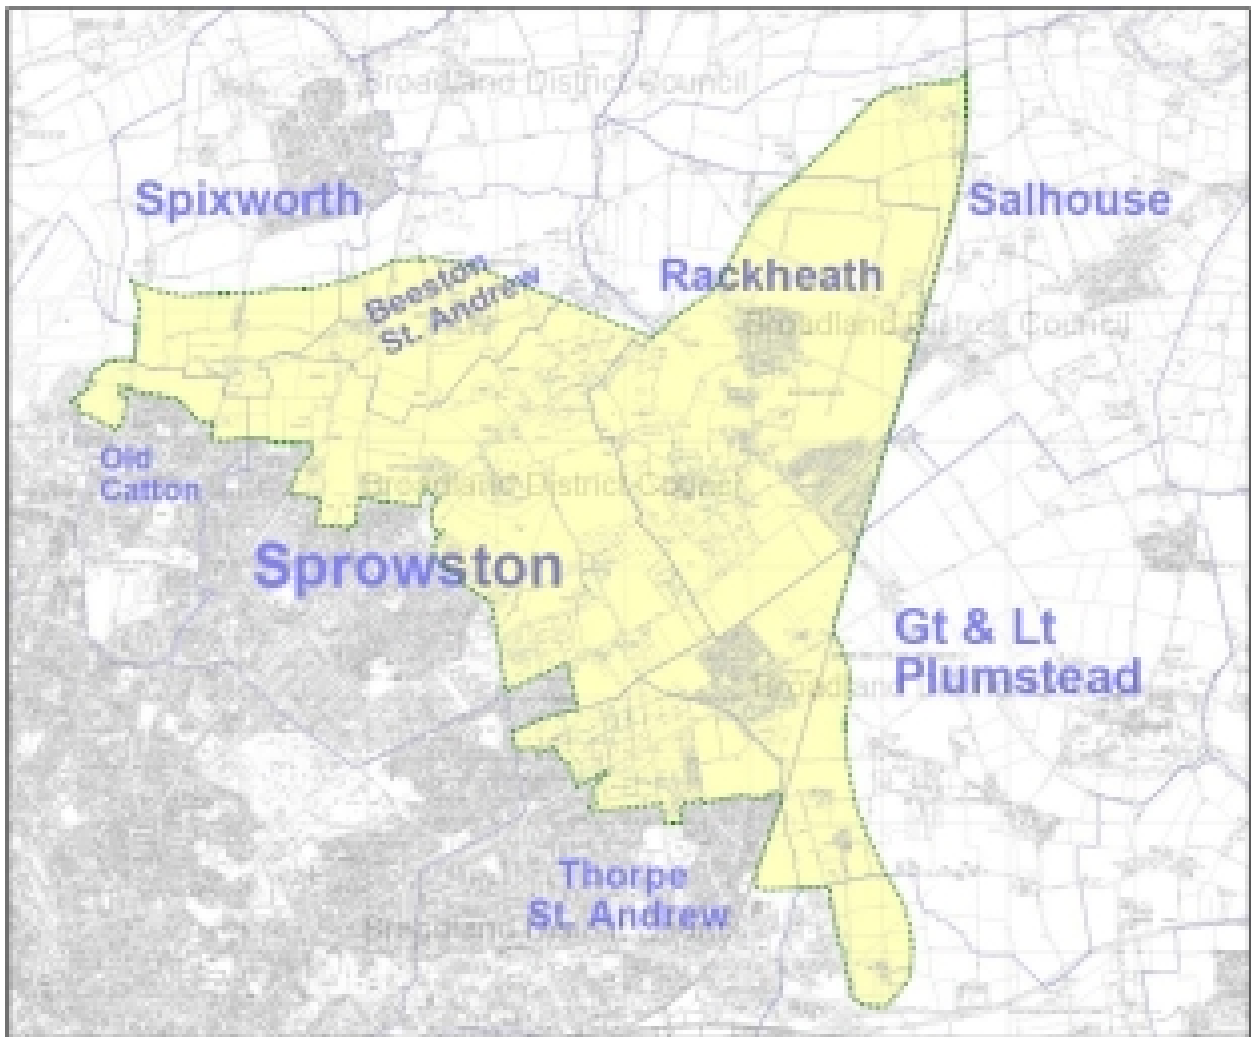 Broadland District Council
Spixworth
Salhouse
Beeston
St. Andrew
Rackheath
Broadland District Council
Old
Catton
Broadland District Council
Sprowston
Gt & Lt
Plumstead
Broadland
Thorpe
St. Andrew